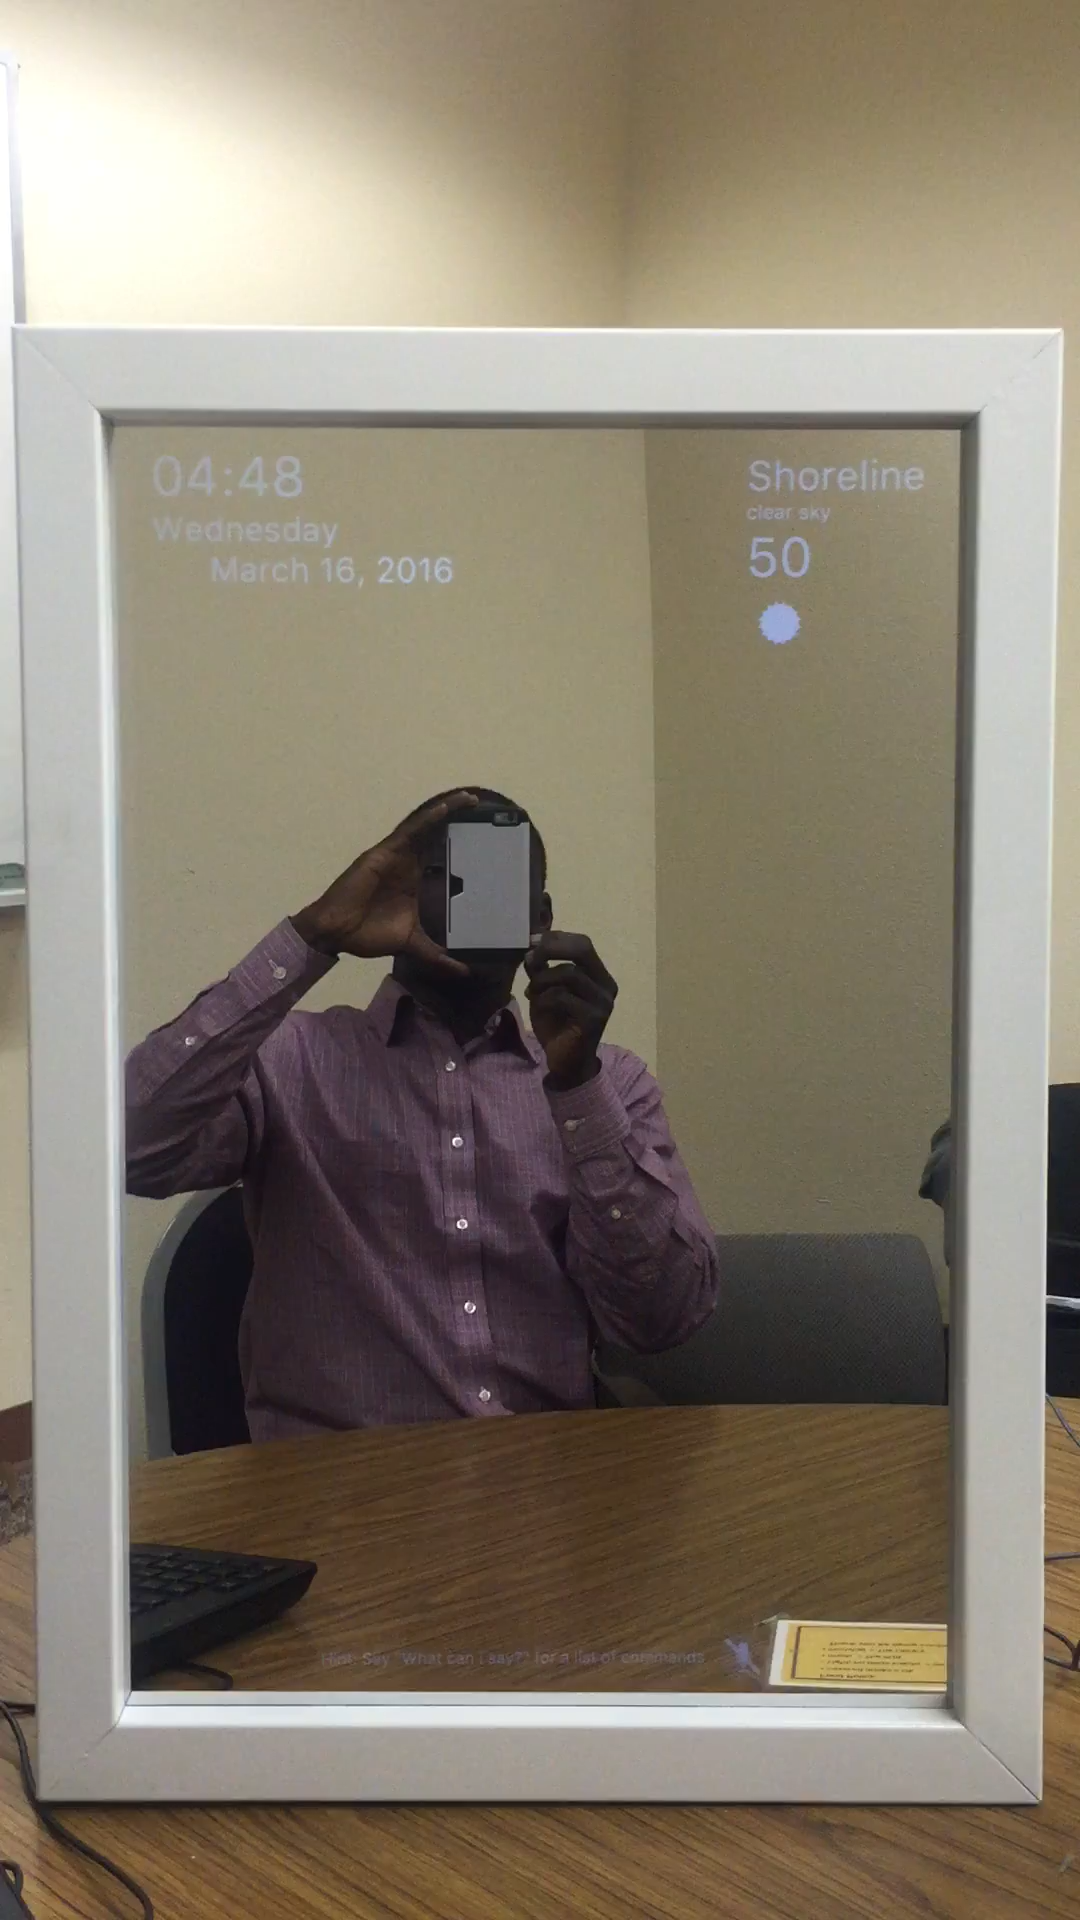 04:48
Wednesday
March 16, 2016
Shoreline
clear sky
50
Hint: Say "What can i say?" for a list of commands